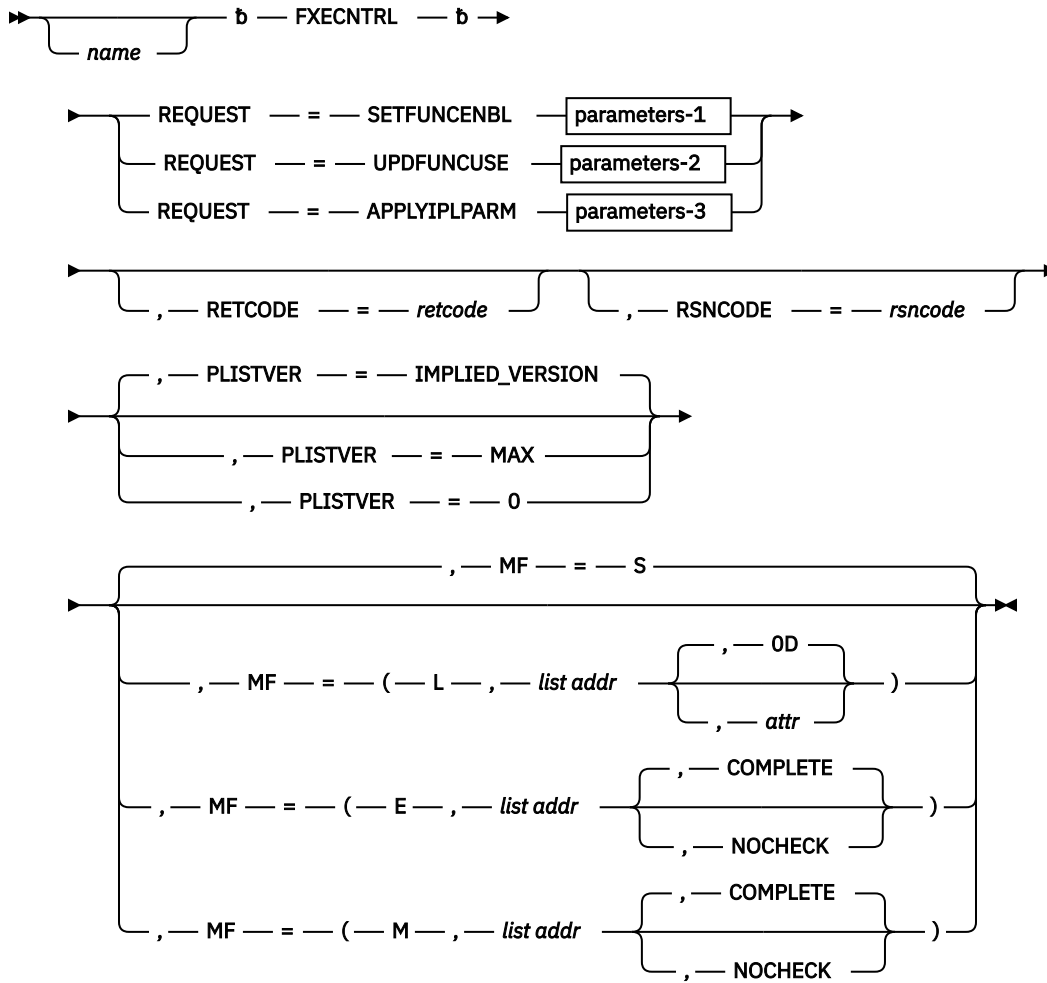 ƀ — FXECNTRL — ƀ
name
REQUEST — = — SETFUNCENBL — parameters-1
REQUEST — = — UPDFUNCUSE — parameters-2
REQUEST — = — APPLYIPLPARM — parameters-3
, — RETCODE — = — retcode , — RSNCODE — = — rsncode
, — PLISTVER — = — IMPLIED_VERSION
, — PLISTVER — = — MAX
, — PLISTVER — = — 0
, — MF — = — S
, — 0D
, — MF — = — ( — L — , — list addr — )
, — attr
, — COMPLETE
, — MF — = — ( — E — , — list addr — )
, — NOCHECK
, — COMPLETE
, — MF — = — ( — M — , — list addr — )
, — NOCHECK